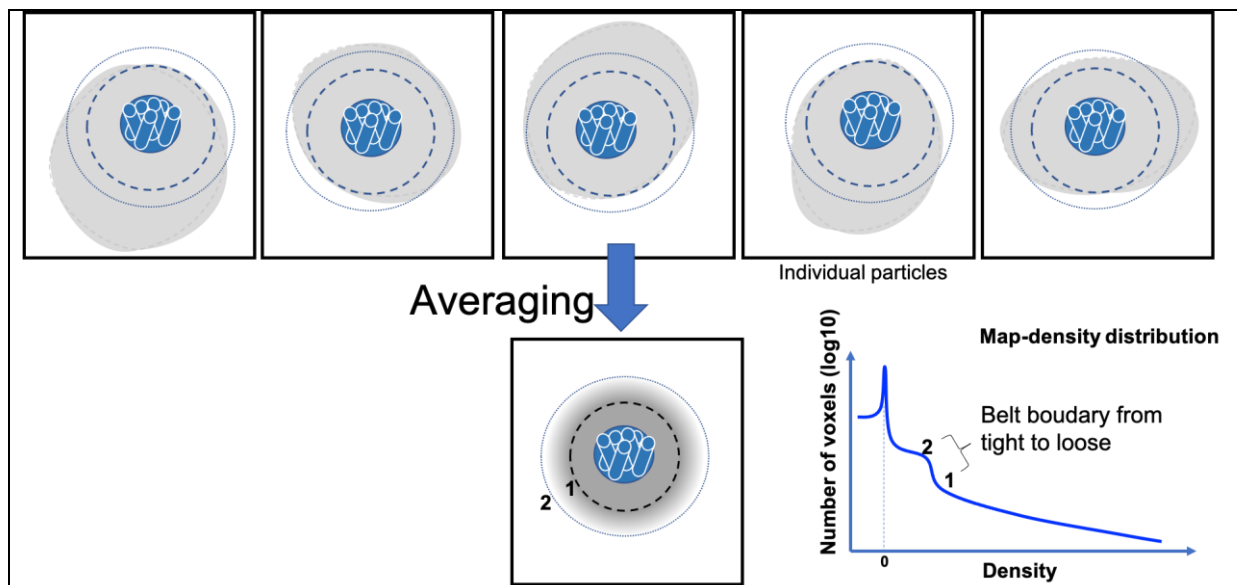 Individual particles
Averaging
2
1
Map-density distribution
Number of voxels (log10)
Belt boudary from
tight to loose
2
1
0
Density